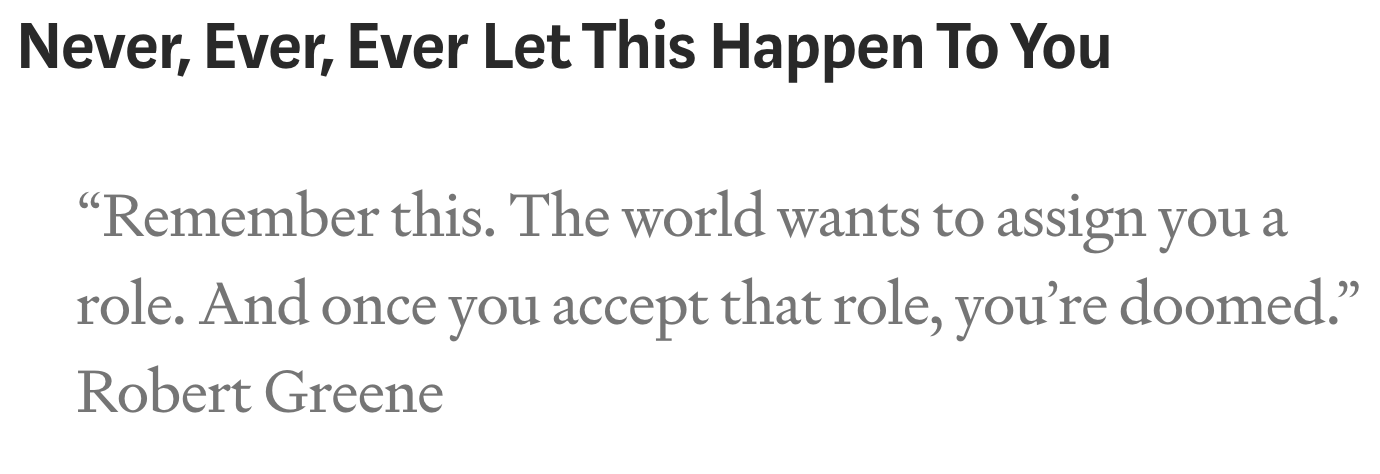 Never, Ever, Ever Let This Happen To You
“Remember this. The world wants to assign you a
role. And once you accept that role, you’re doomed.”
Robert Greene